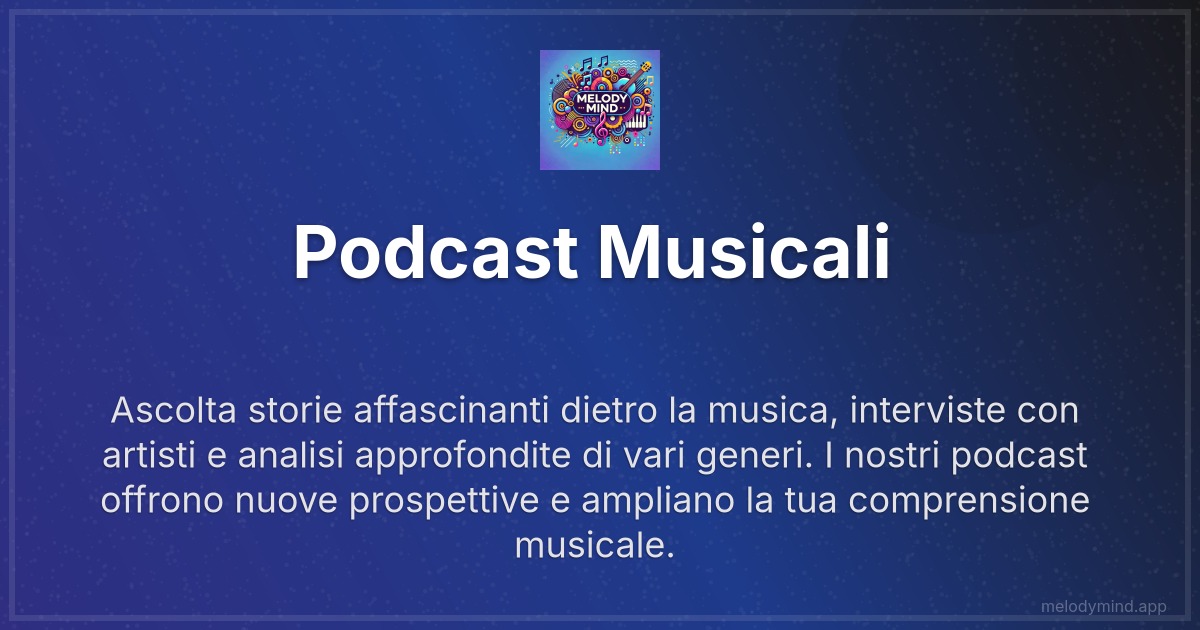 MELODY
MIND
Podcast Musicali
Ascolta storie affascinanti dietro la musica, interviste con
artisti e analisi approfondite di vari generi. I nostri podcast
offrono nuove prospettive e ampliano la tua comprensione
musicale.
melodymind.app